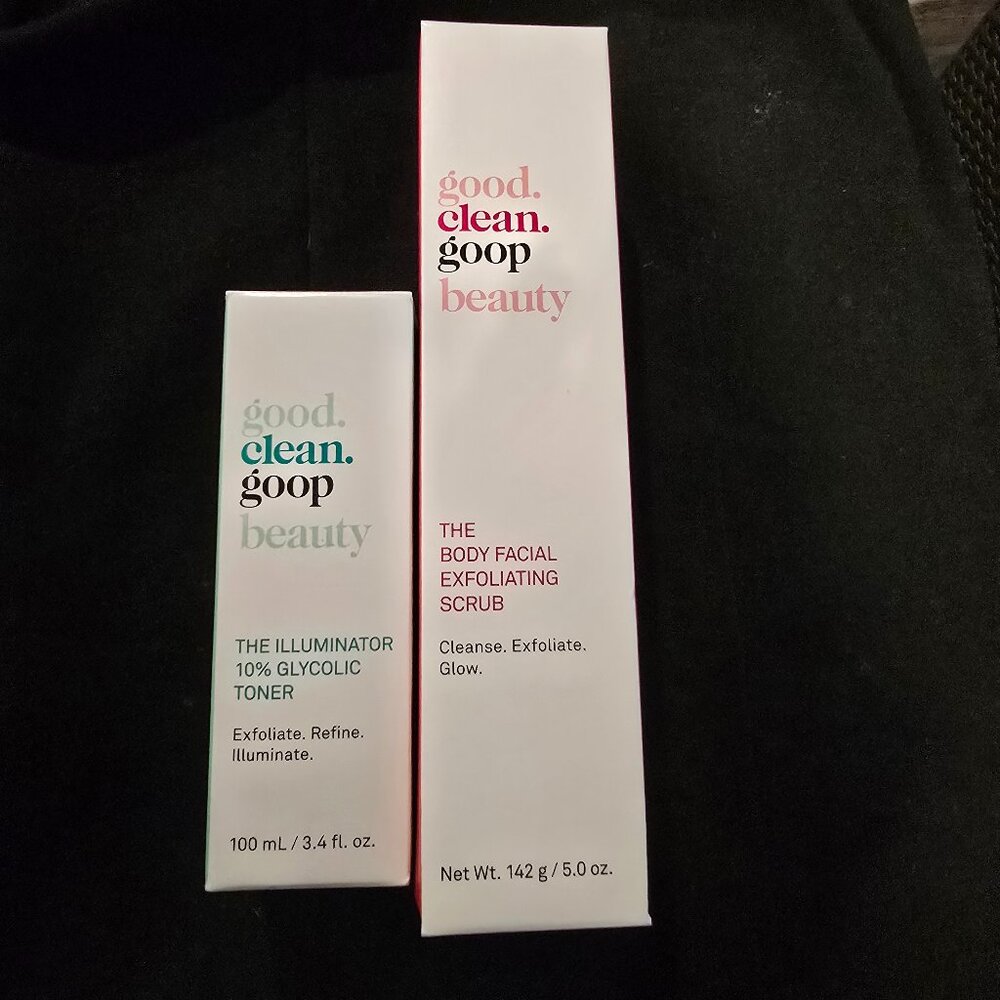 good.
clean.
goop
beauty
THE ILLUMINATOR
10% GLYCOLIC
TONER
Exfoliate. Refine.
Illuminate.
100 mL / 3.4 fl. oz.
good.
clean.
goop
beauty
THE
BODY FACIAL
EXFOLIATING
SCRUB
Cleanse. Exfoliate.
Glow.
Net Wt. 142 g / 5.0 oz.